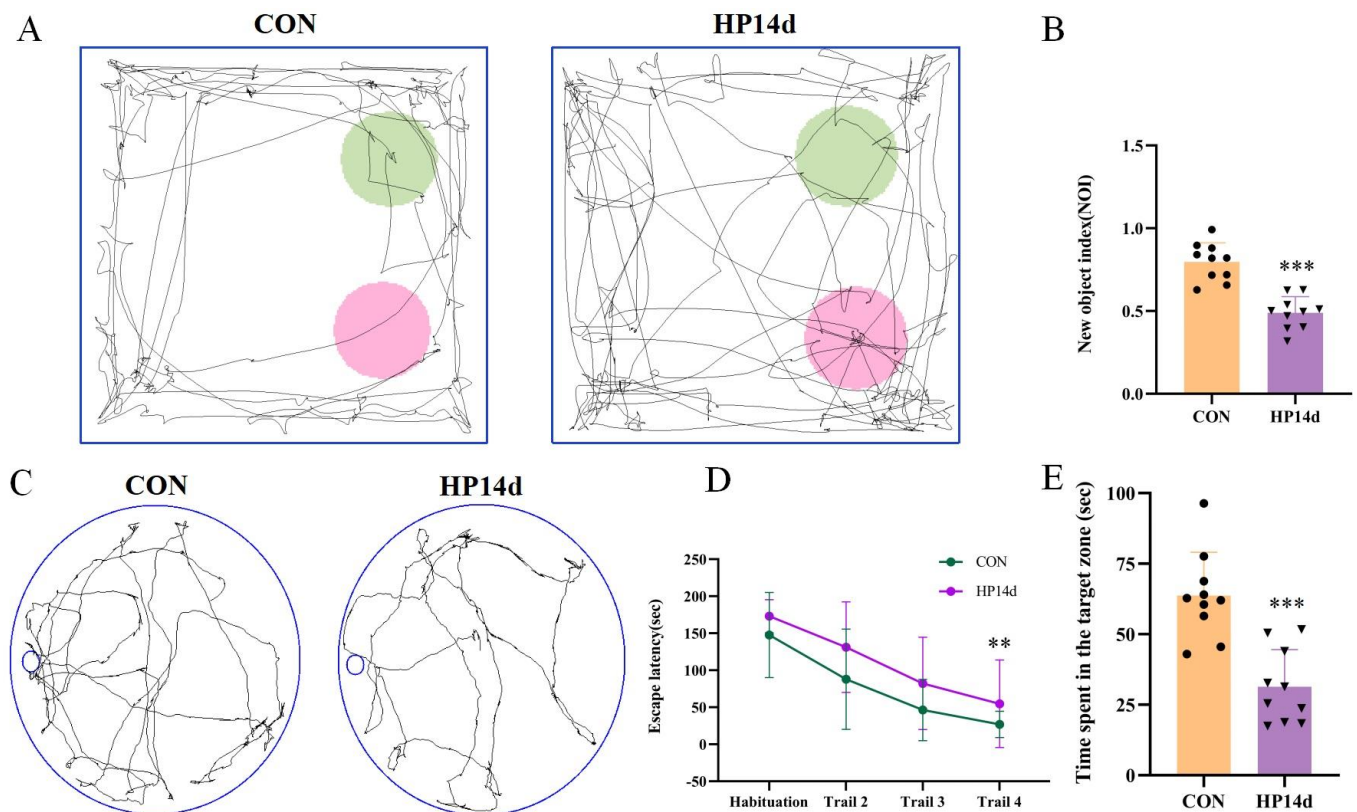 A
CON
HP14d
B
1.5
1.0
0.5
0.0
New object index(NOI)
***
CON
HP14d
C
CON
HP14d
D
250
200
150
100
50
0
-50
Escape latency(sec)
CON
HP14d
**
Habituation
Trail 2
Trail 3
Trail 4
E
100
75
50
25
0
Time spent in the target zone (sec)
***
CON
HP14d